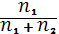 n₁
n₁ + n₂